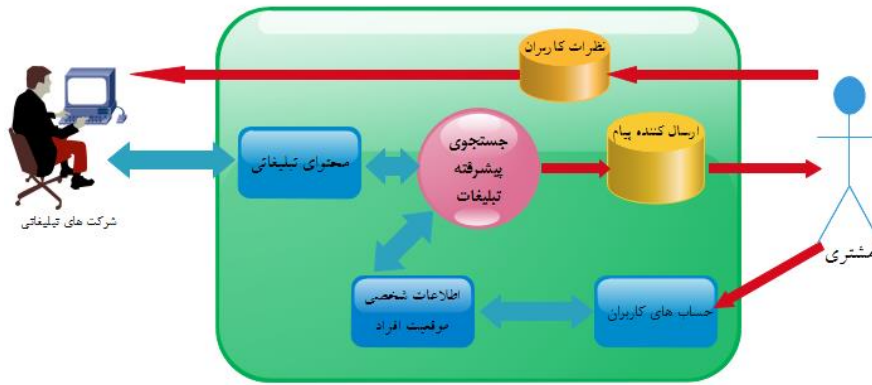 نظرات کاربران
ارسال کننده پیام
جستجوی
پیشرفته
تبلیغات
محتوای تبلیغاتی
شرکت های تبلیغاتی
مشتری
اطلاعات شخصی
موقعیت افراد
حساب های کاربران